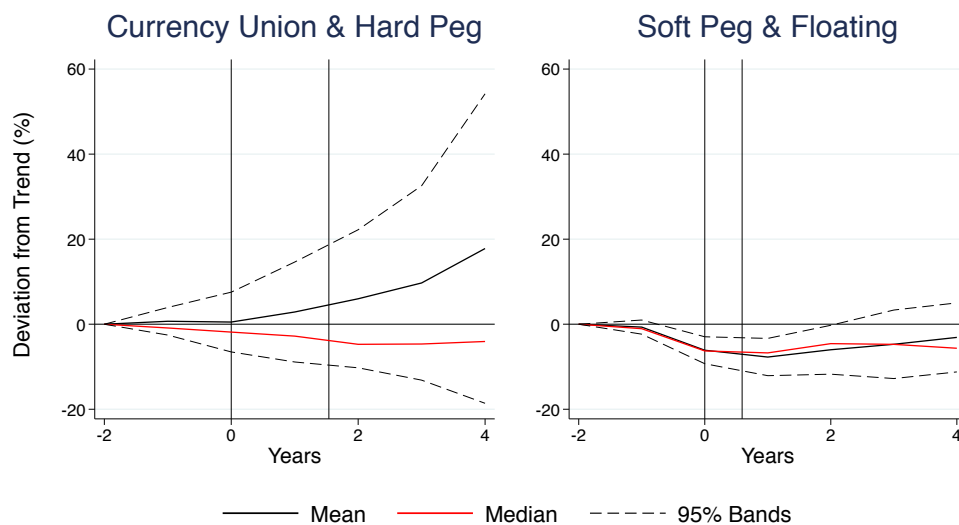 Currency Union & Hard Peg
Soft Peg & Floating
Deviation from Trend (%)
60
40
20
0
-20
-2
0
2
4
Years
60
40
20
0
-20
-2
0
2
4
Years
Mean
Median
95% Bands